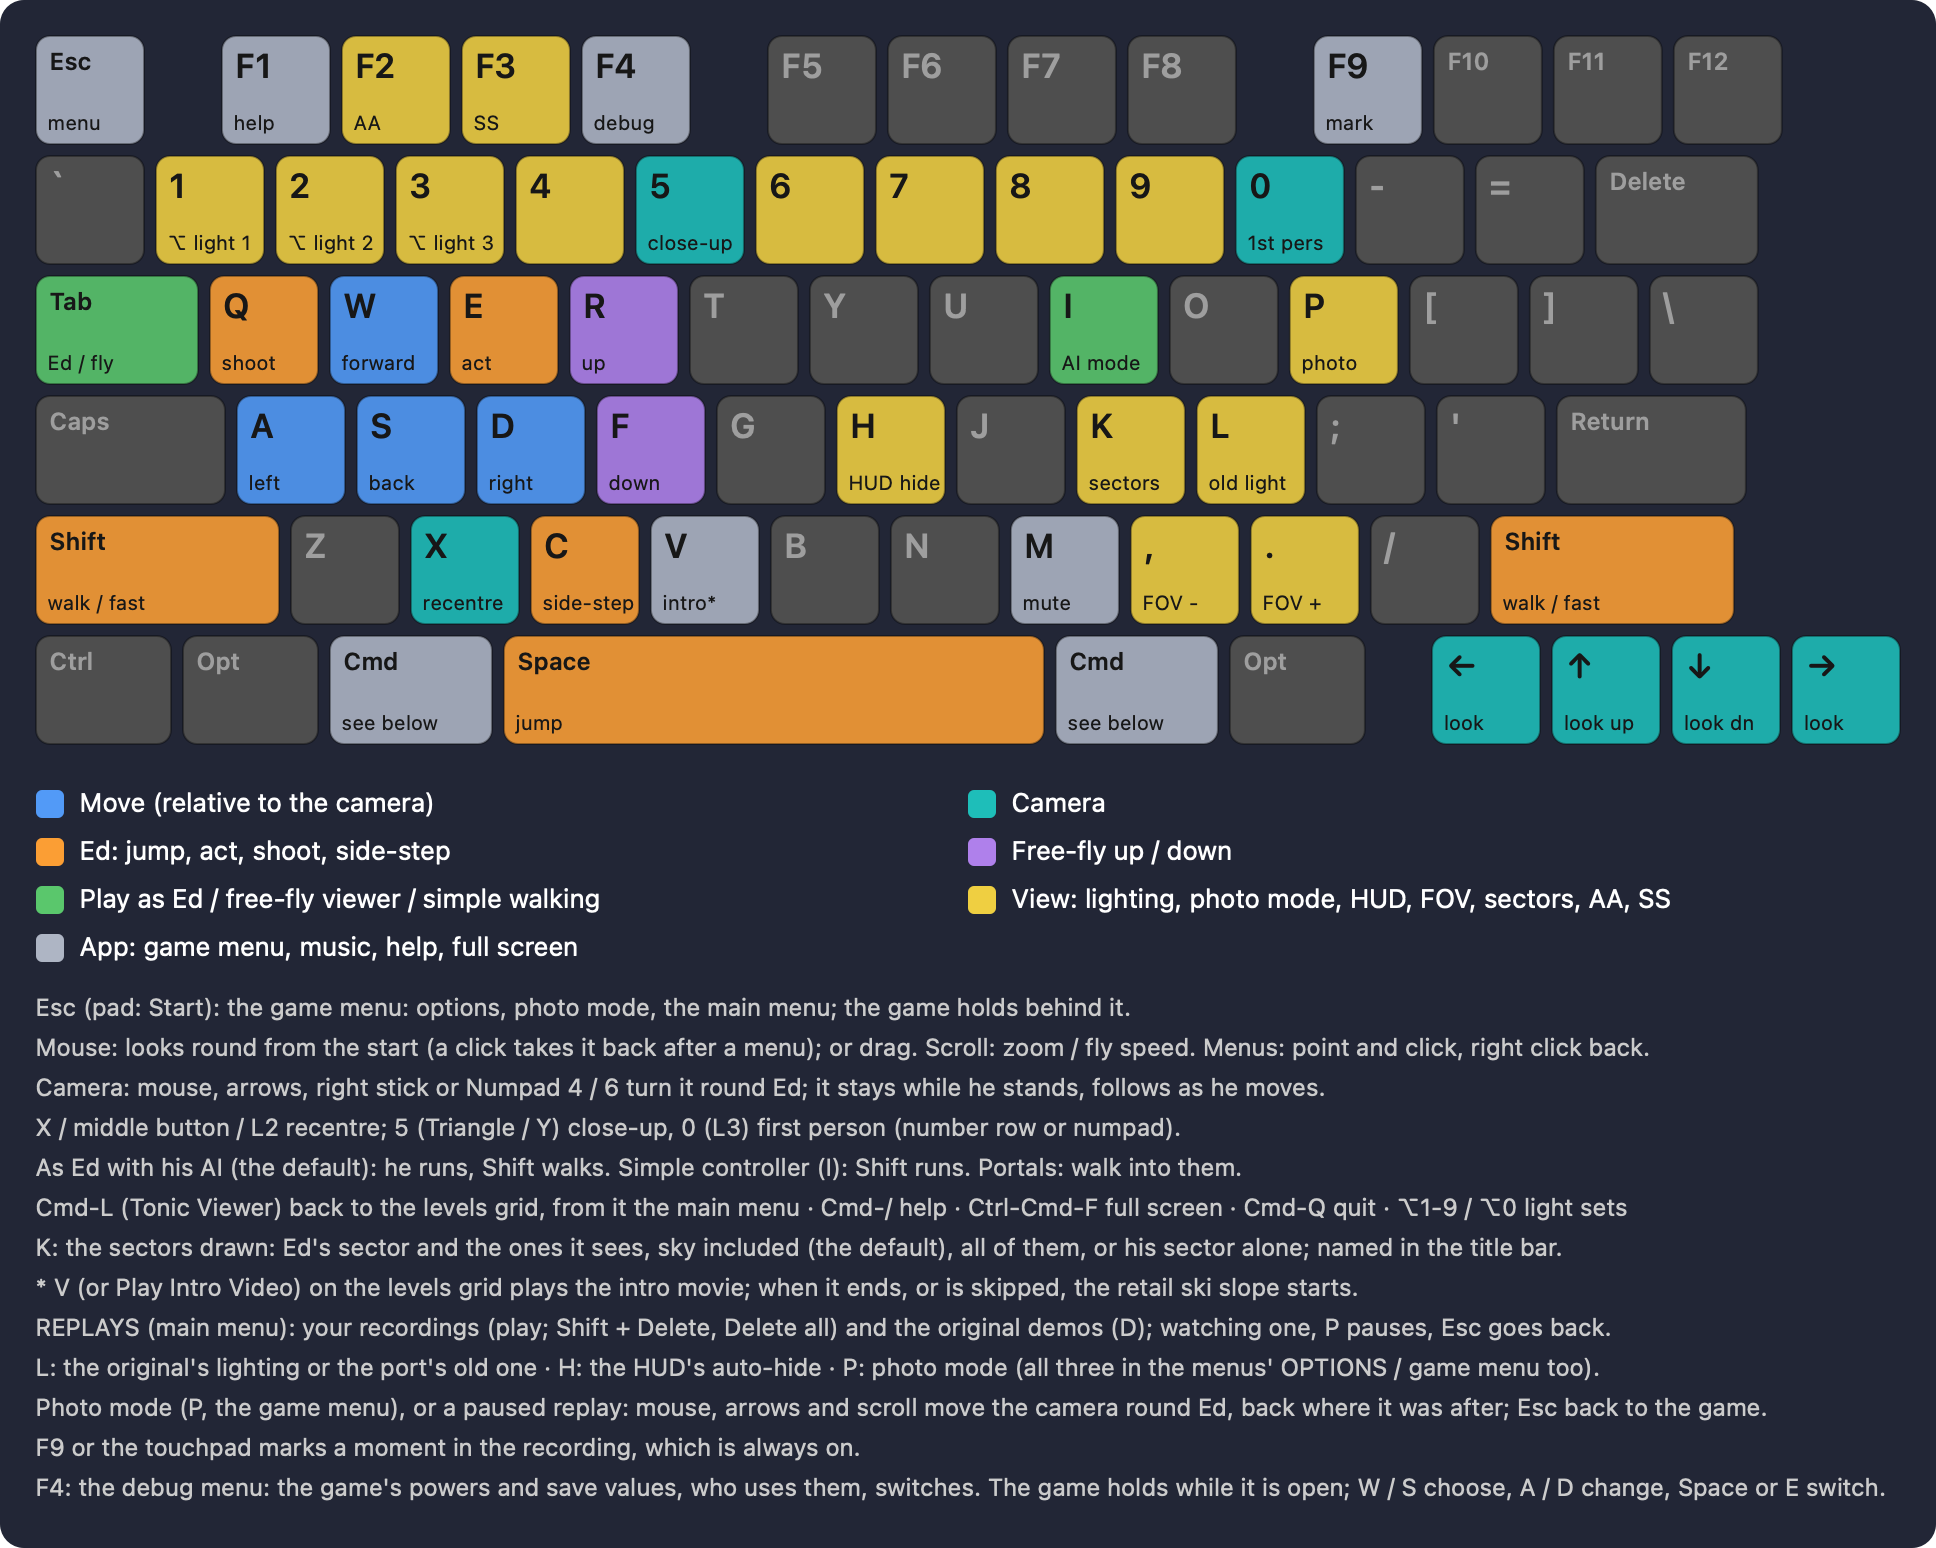 Esc F1 F2 F3 F4 F5 F6 F7 F8 F9 F10 F11 F12
menu help AA SS debug mark
` 1 2 3 4 5 6 7 8 9 0 - = Delete
⌥ light 1 ⌥ light 2 ⌥ light 3 close-up 1st pers
Tab Q W E R T Y U I O P [ ] \
Ed / fly shoot forward act up AI mode photo
Caps A S D F G H J K L ; ' Return
left back right down HUD hide sectors old light
Shift Z X C V B N M , . / Shift
walk / fast recentre side-step intro* mute FOV - FOV + walk / fast
Ctrl Opt Cmd Space Cmd Opt ← ↑ ↓ →
see below jump see below look look up look dn look
Move (relative to the camera)
Camera
Ed: jump, act, shoot, side-step
Free-fly up / down
Play as Ed / free-fly viewer / simple walking
View: lighting, photo mode, HUD, FOV, sectors, AA, SS
App: game menu, music, help, full screen
Esc (pad: Start): the game menu: options, photo mode, the main menu; the game holds behind it.
Mouse: looks round from the start (a click takes it back after a menu); or drag. Scroll: zoom / fly speed. Menus: point and click, right click back.
Camera: mouse, arrows, right stick or Numpad 4 / 6 turn it round Ed; it stays while he stands, follows as he moves.
X / middle button / L2 recentre; 5 (Triangle / Y) close-up, 0 (L3) first person (number row or numpad).
As Ed with his AI (the default): he runs, Shift walks. Simple controller (I): Shift runs. Portals: walk into them.
Cmd-L (Tonic Viewer) back to the levels grid, from it the main menu · Cmd-/ help · Ctrl-Cmd-F full screen · Cmd-Q quit · ⌥1-9 / ⌥0 light sets
K: the sectors drawn: Ed's sector and the ones it sees, sky included (the default), all of them, or his sector alone; named in the title bar.
* V (or Play Intro Video) on the levels grid plays the intro movie; when it ends, or is skipped, the retail ski slope starts.
REPLAYS (main menu): your recordings (play; Shift + Delete, Delete all) and the original demos (D); watching one, P pauses, Esc goes back.
L: the original's lighting or the port's old one · H: the HUD's auto-hide · P: photo mode (all three in the menus' OPTIONS / game menu too).
Photo mode (P, the game menu), or a paused replay: mouse, arrows and scroll move the camera round Ed, back where it was after; Esc back to the game.
F9 or the touchpad marks a moment in the recording, which is always on.
F4: the debug menu: the game's powers and save values, who uses them, switches. The game holds while it is open; W / S choose, A / D change, Space or E switch.